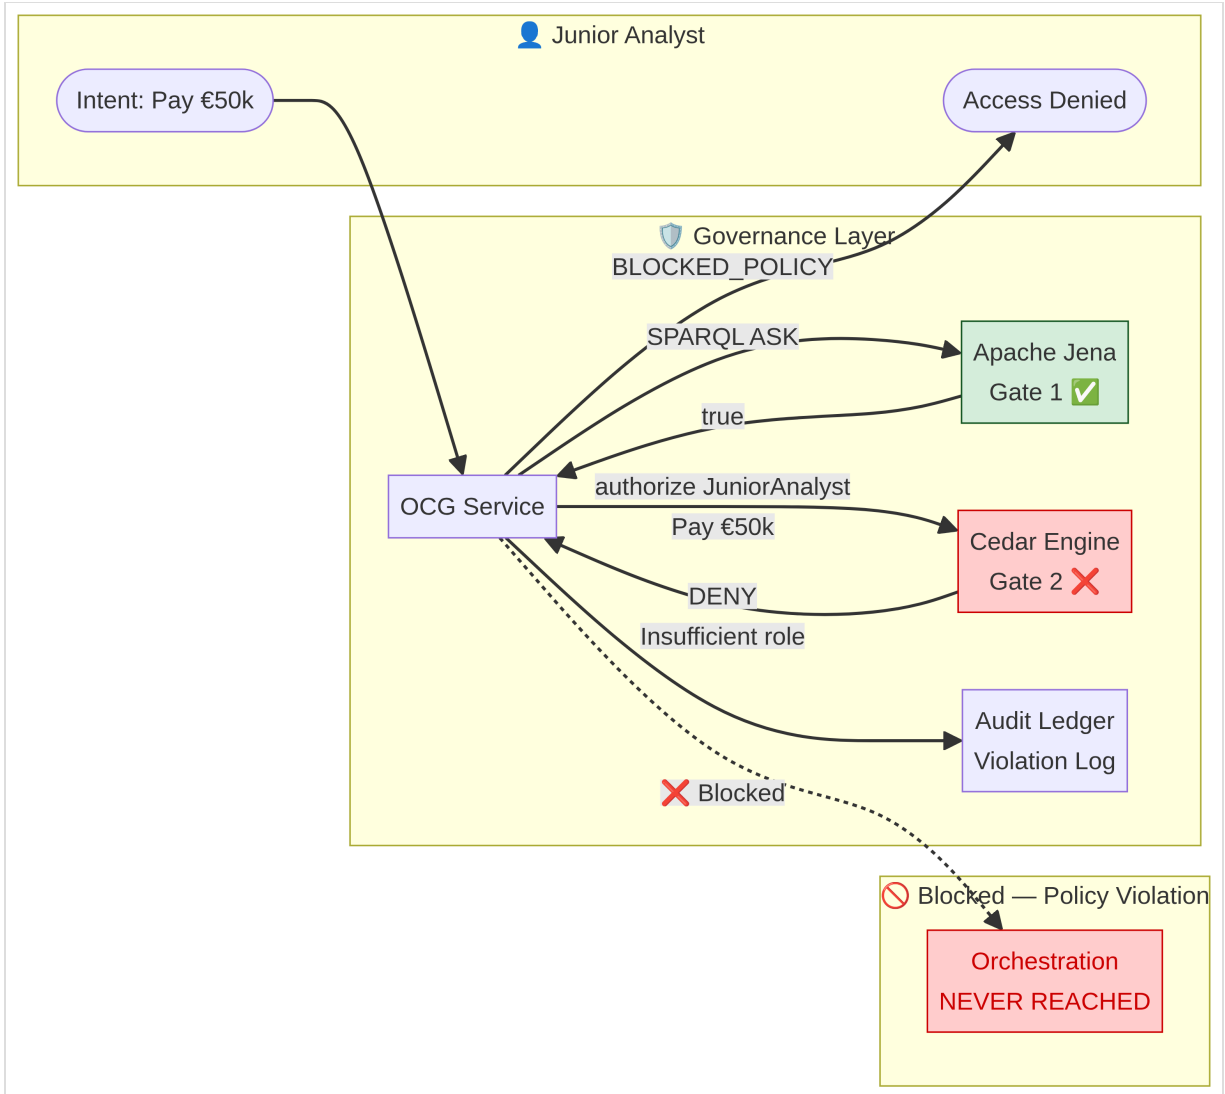 👤 Junior Analyst
Intent: Pay €50k
Access Denied
🛡️ Governance Layer
BLOCKED_POLICY
SPARQL ASK
Apache Jena
Gate 1 ✅
true
OCG Service
authorize JuniorAnalyst
Pay €50k
Cedar Engine
Gate 2 ❌
DENY
Insufficient role
Audit Ledger
Violation Log
❌ Blocked
🚫 Blocked — Policy Violation
Orchestration
NEVER REACHED